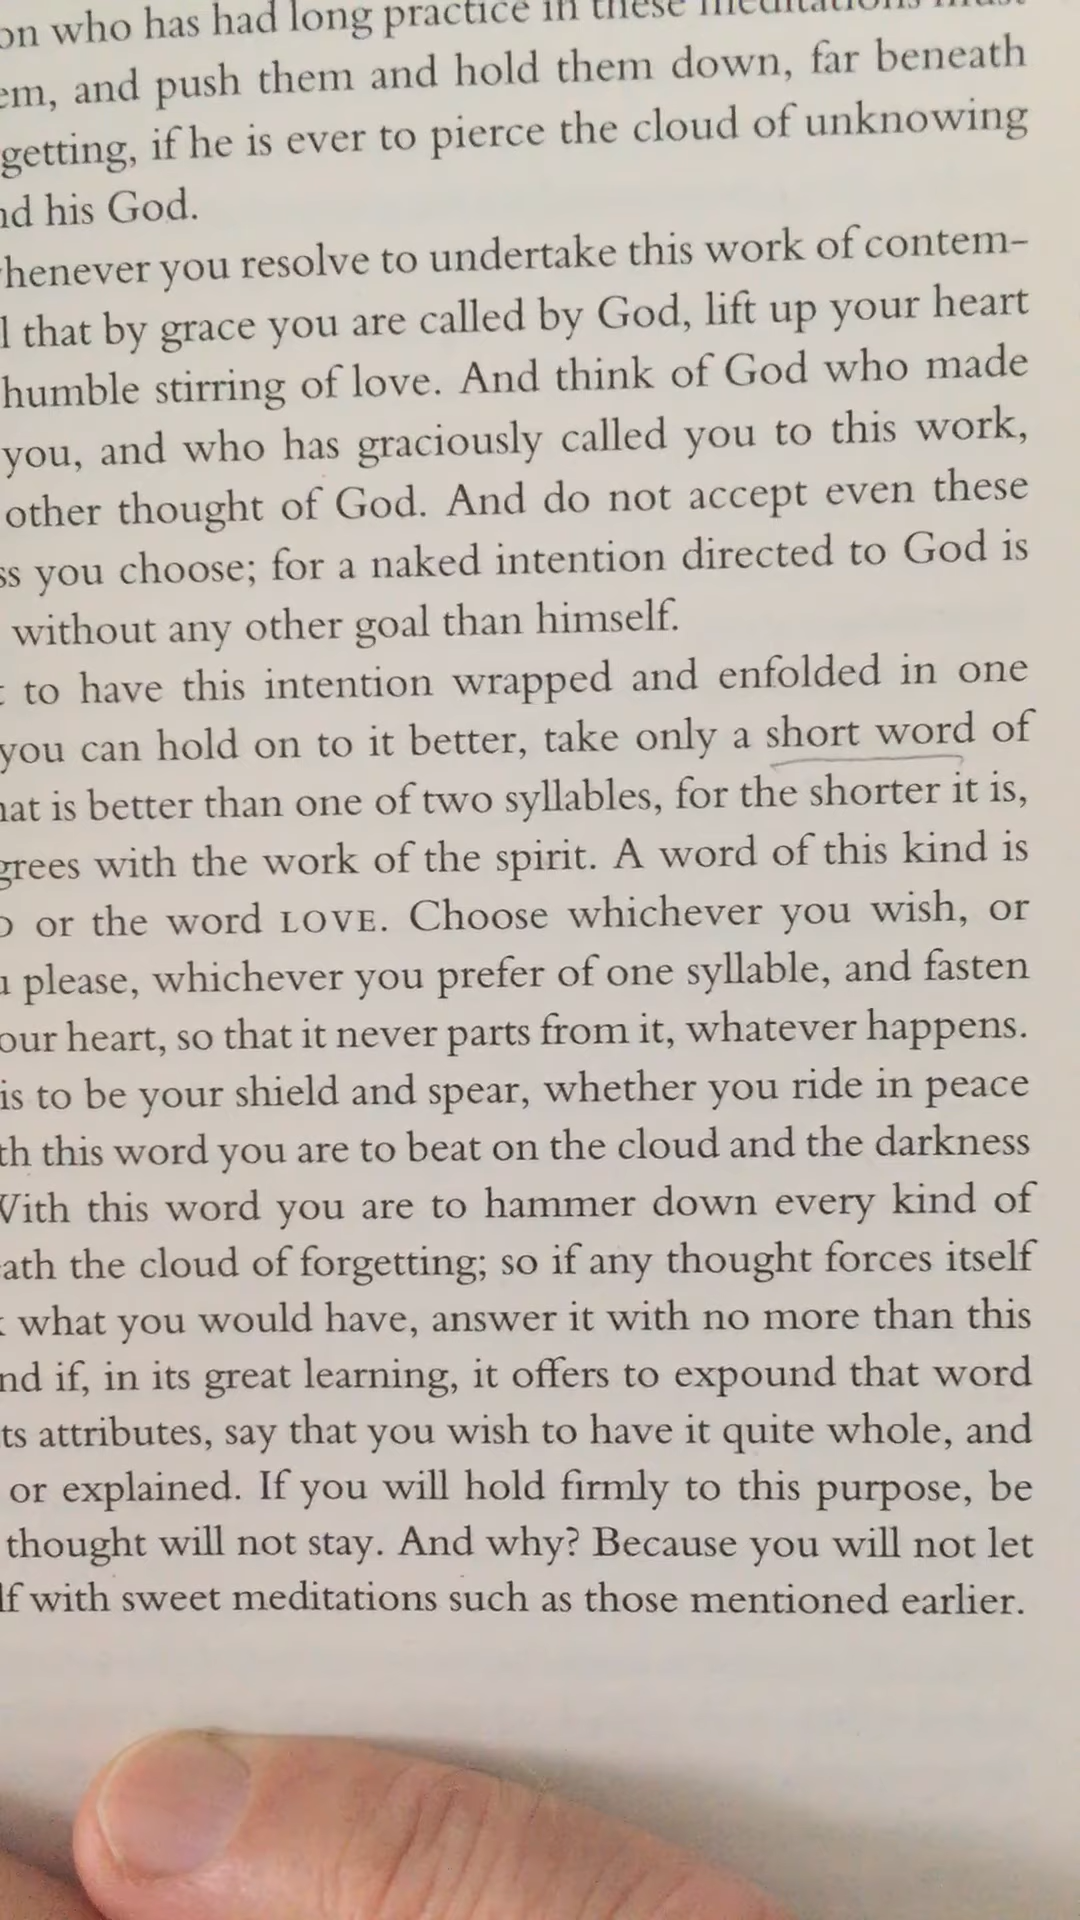 who has had long practice in these meditations must
and push them and hold them down, far beneath
getting, if he is ever to pierce the cloud of unknowing
his God.
henever you resolve to undertake this work of contem-
that by grace you are called by God, lift up your heart
humble stirring of love. And think of God who made
you, and who has graciously called you to this work,
other thought of God. And do not accept even these
you choose; for a naked intention directed to God is
without any other goal than himself.
to have this intention wrapped and enfolded in one
you can hold on to it better, take only a short word of
is better than one of two syllables, for the shorter it is,
grees with the work of the spirit. A word of this kind is
or the word LOVE. Choose whichever you wish, or
please, whichever you prefer of one syllable, and fasten
our heart, so that it never parts from it, whatever happens.
is to be your shield and spear, whether you ride in peace
th this word you are to beat on the cloud and the darkness
With this word you are to hammer down every kind of
ath the cloud of forgetting; so if any thought forces itself
what you would have, answer it with no more than this
nd if, in its great learning, it offers to expound that word
ts attributes, say that you wish to have it quite whole, and
or explained. If you will hold firmly to this purpose, be
thought will not stay. And why? Because you will not let
lf with sweet meditations such as those mentioned earlier.